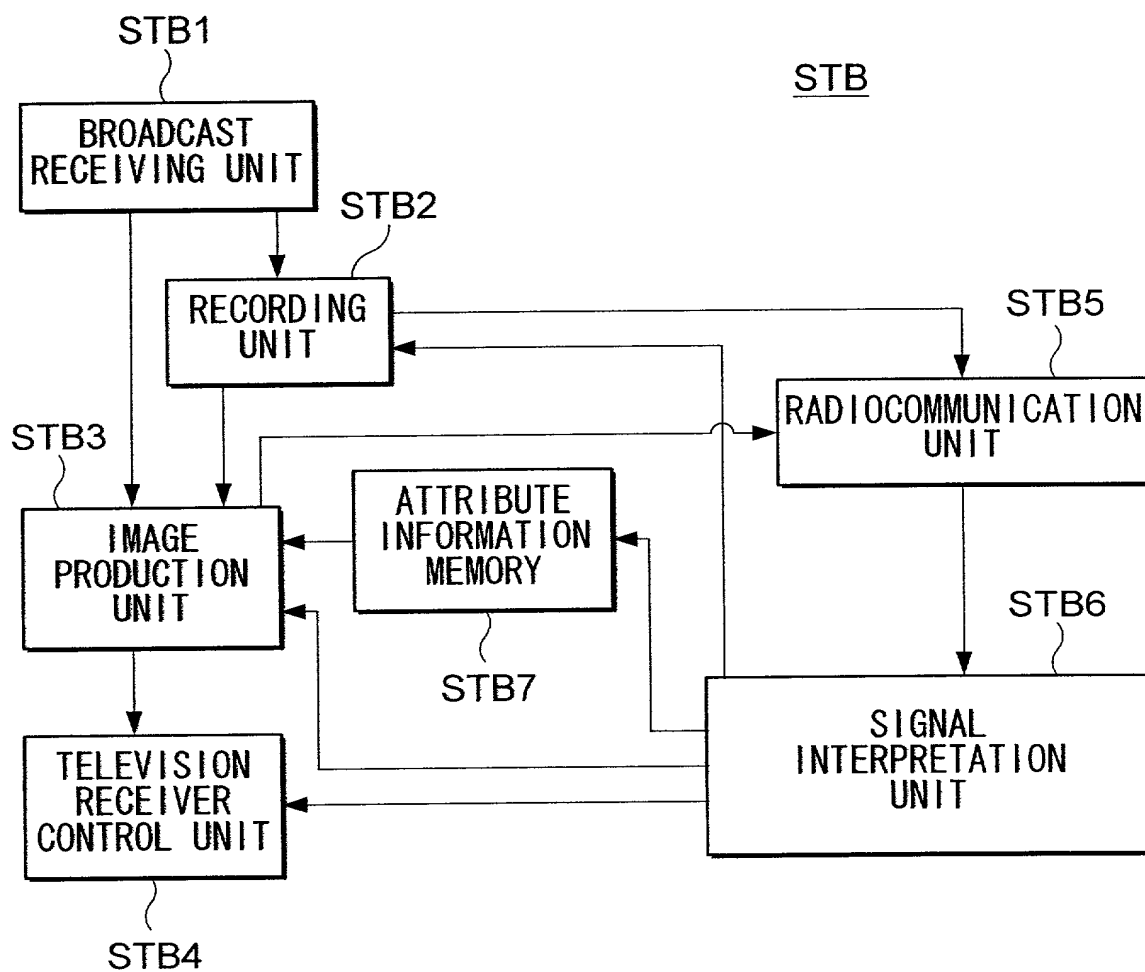 STB1
STB
BROADCAST
RECEIVING UNIT
STB2
RECORDING
UNIT
STB5
RADIOCOMMUNICATION
UNIT
STB3
ATTRIBUTE
INFORMATION
MEMORY
IMAGE
PRODUCTION
UNIT
STB6
STB7
SIGNAL
INTERPRETATION
UNIT
TELEVISION
RECEIVER
CONTROL UNIT
STB4